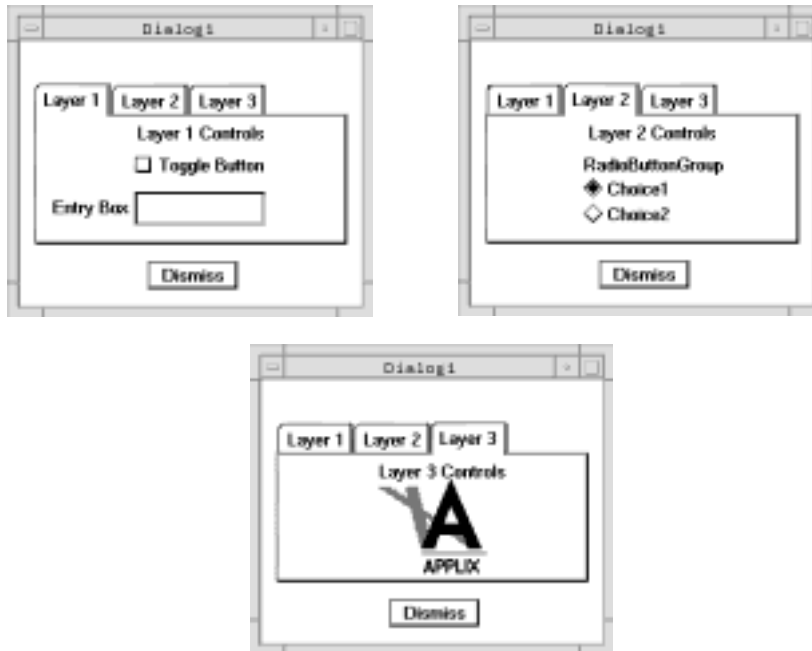 Dialog1
Layer 1 Layer 2 Layer 3
Layer 1 Controls
Toggle Button
Entry Box
Dismiss
Dialog1
Layer 1 Layer 2 Layer 3
Layer 2 Controls
RadioButtonGroup
Choice1
Choice2
Dismiss
Dialog1
Layer 1 Layer 2 Layer 3
Layer 3 Controls
APPLIX
Dismiss